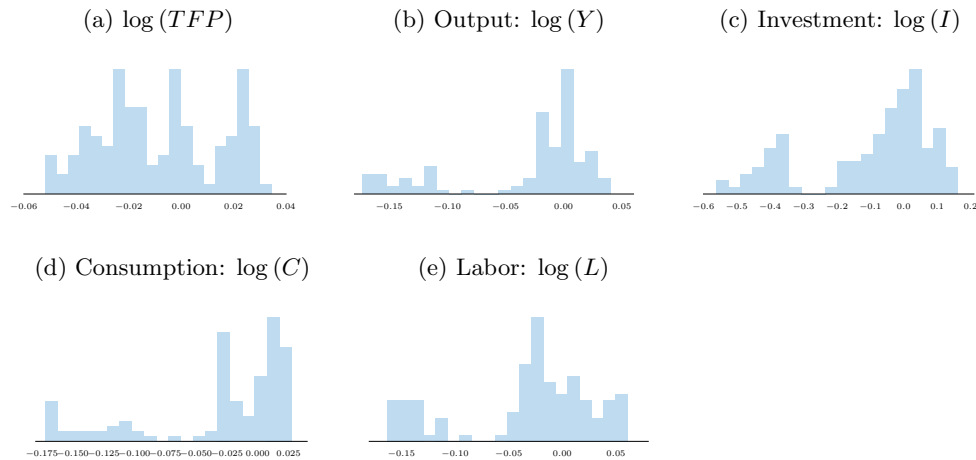 (a) log (TFP)
(b) Output: log (Y)
(c) Investment: log (I)
−0.06 −0.04 −0.02 0.00 0.02 0.04
−0.15 −0.10 −0.05 0.00 0.05
−0.6 −0.5 −0.4 −0.3 −0.2 −0.1 0.0 0.1 0.2
(d) Consumption: log (C)
(e) Labor: log (L)
−0.175 −0.150 −0.125 −0.100 −0.075 −0.050 −0.025 0.000 0.025
−0.15 −0.10 −0.05 0.00 0.05